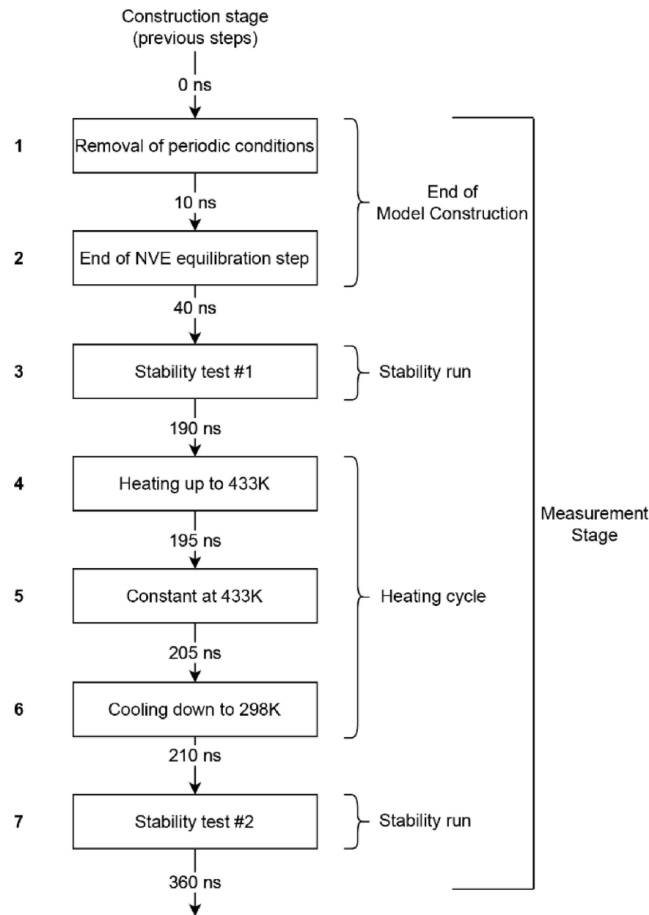 Construction stage
(previous steps)
0 ns
1
Removal of periodic conditions
10 ns
End of
Model Construction
2
End of NVE equilibration step
40 ns
3
Stability test #1
Stability run
190 ns
4
Heating up to 433K
195 ns
Measurement
Stage
5
Constant at 433K
Heating cycle
205 ns
6
Cooling down to 298K
210 ns
7
Stability test #2
Stability run
360 ns